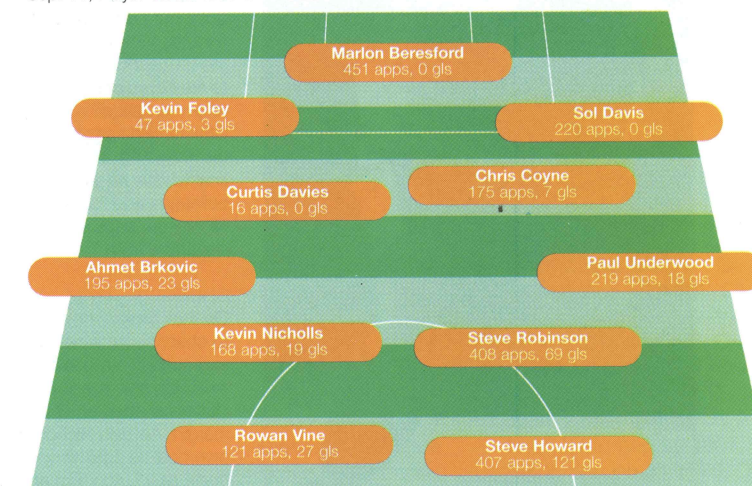 Marlon Beresford
451 apps, 0 gls
Kevin Foley
47 apps, 3 gls
Sol Davis
220 apps, 0 gls
Curtis Davies
16 apps, 0 gls
Chris Coyne
175 apps, 7 gls
Ahmet Brkovic
195 apps, 23 gls
Paul Underwood
219 apps, 18 gls
Kevin Nicholls
168 apps, 19 gls
Steve Robinson
408 apps, 69 gls
Rowan Vine
121 apps, 27 gls
Steve Howard
407 apps, 121 gls